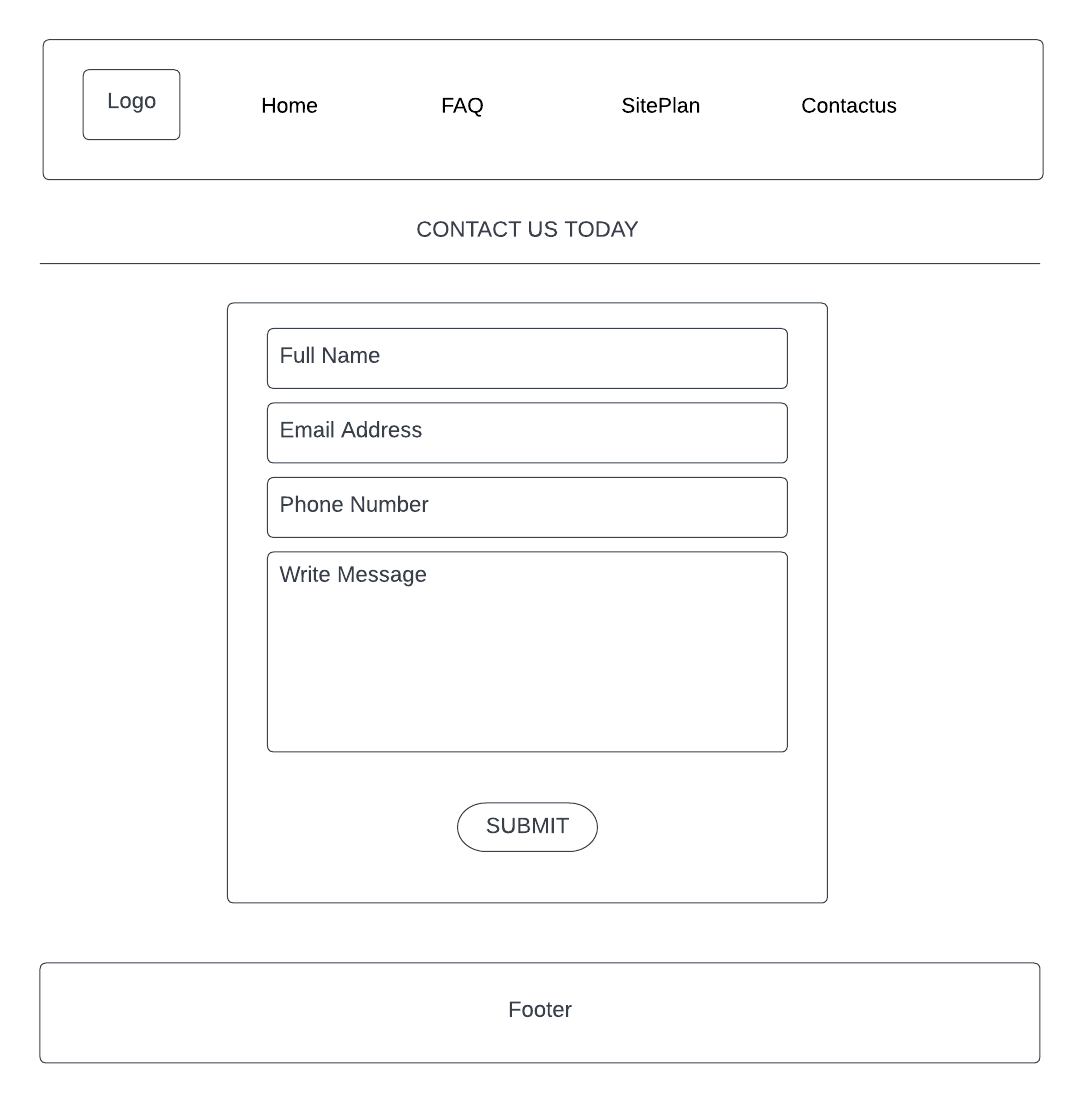 Logo
Home
FAQ
SitePlan
Contactus
CONTACT US TODAY
Full Name
Email Address
Phone Number
Write Message
SUBMIT
Footer